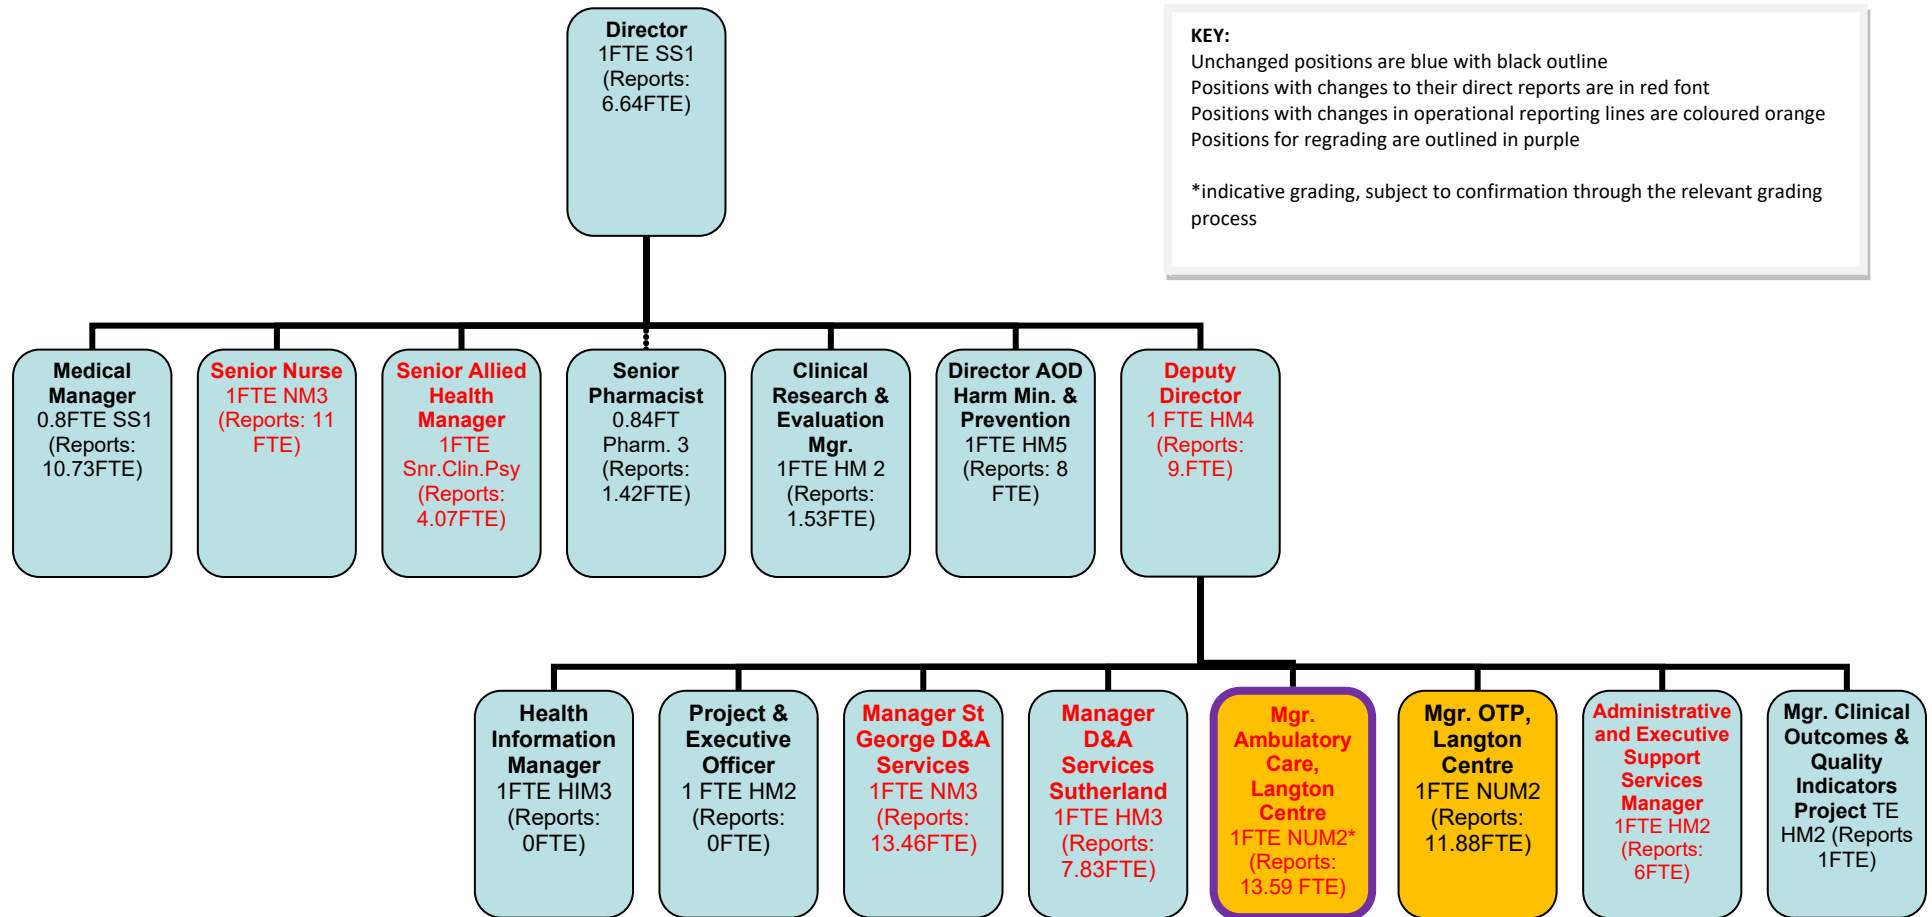 Director
1FTE SS1
(Reports:
6.64FTE)
KEY:
Unchanged positions are blue with black outline
Positions with changes to their direct reports are in red font
Positions with changes in operational reporting lines are coloured orange
Positions for regrading are outlined in purple
*indicative grading, subject to confirmation through the relevant grading
process
Medical
Manager
0.8FTE SS1
(Reports:
10.73FTE)
Senior Nurse
1FTE NM3
(Reports: 11
FTE)
Senior Allied
Health
Manager
1FTE
Snr.Clin.Psy
(Reports:
4.07FTE)
Senior
Pharmacist
0.84FT
Pharm. 3
(Reports:
1.42FTE)
Clinical
Research &
Evaluation
Mgr.
1FTE HM 2
(Reports:
1.53FTE)
Director AOD
Harm Min. &
Prevention
1FTE HM5
(Reports: 8
FTE)
Deputy
Director
1 FTE HM4
(Reports:
9.FTE)
Health
Information
Manager
1FTE HIM3
(Reports:
0FTE)
Project &
Executive
Officer
1 FTE HM2
(Reports:
0FTE)
Manager St
George D&A
Services
1FTE NM3
(Reports:
13.46FTE)
Manager
D&A
Services
Sutherland
1FTE HM3
(Reports:
7.83FTE)
Mgr.
Ambulatory
Care,
Langton
Centre
1FTE NUM2*
(Reports:
13.59 FTE)
Mgr. OTP,
Langton
Centre
1FTE NUM2
(Reports:
11.88FTE)
Administrative
and Executive
Support
Services
Manager
1FTE HM2
(Reports:
6FTE)
Mgr. Clinical
Outcomes &
Quality
Indicators
Project TE
HM2 (Reports
1FTE)